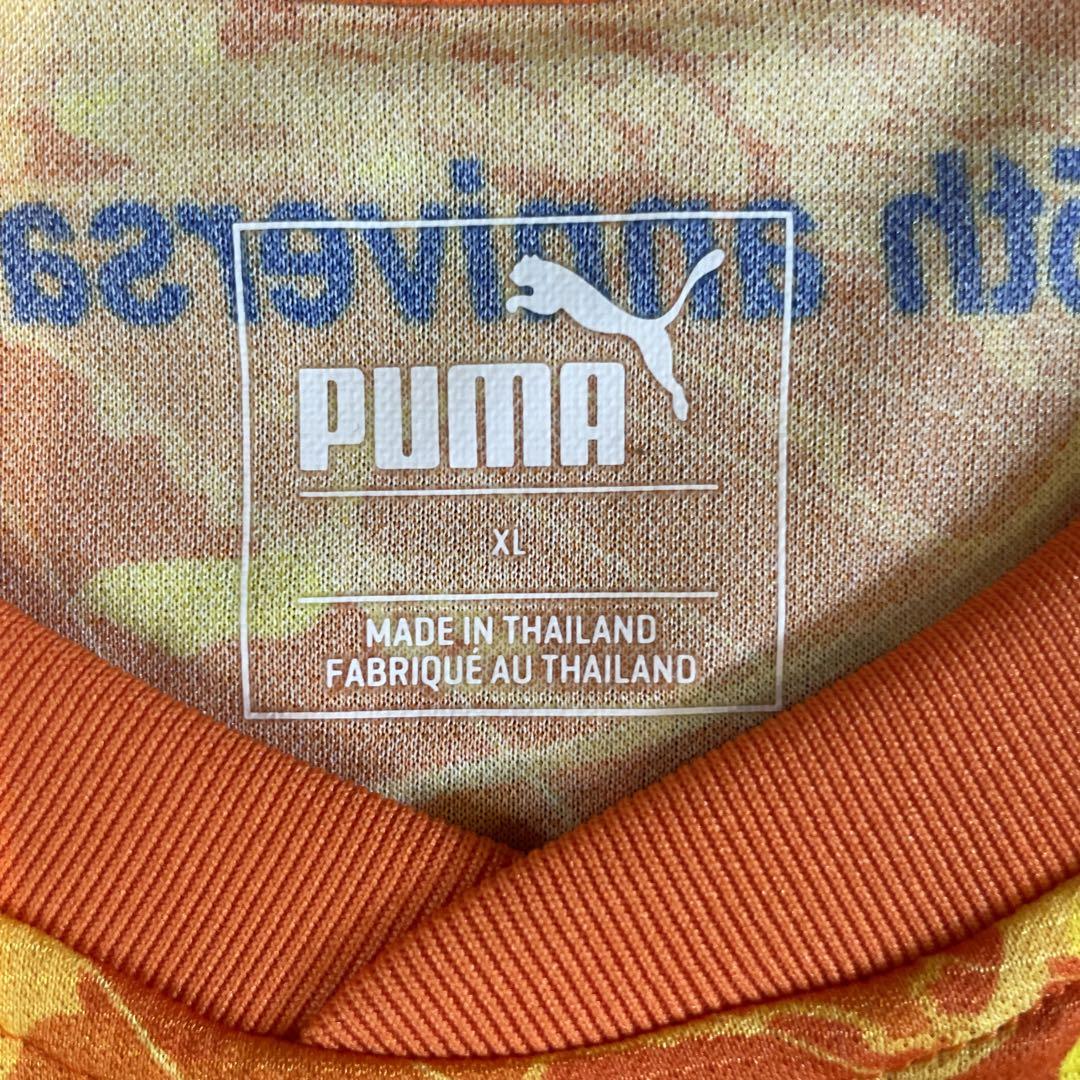 PUMA
XL
MADE IN THAILAND
FABRIQUÉ AU THAILAND
th anniversa